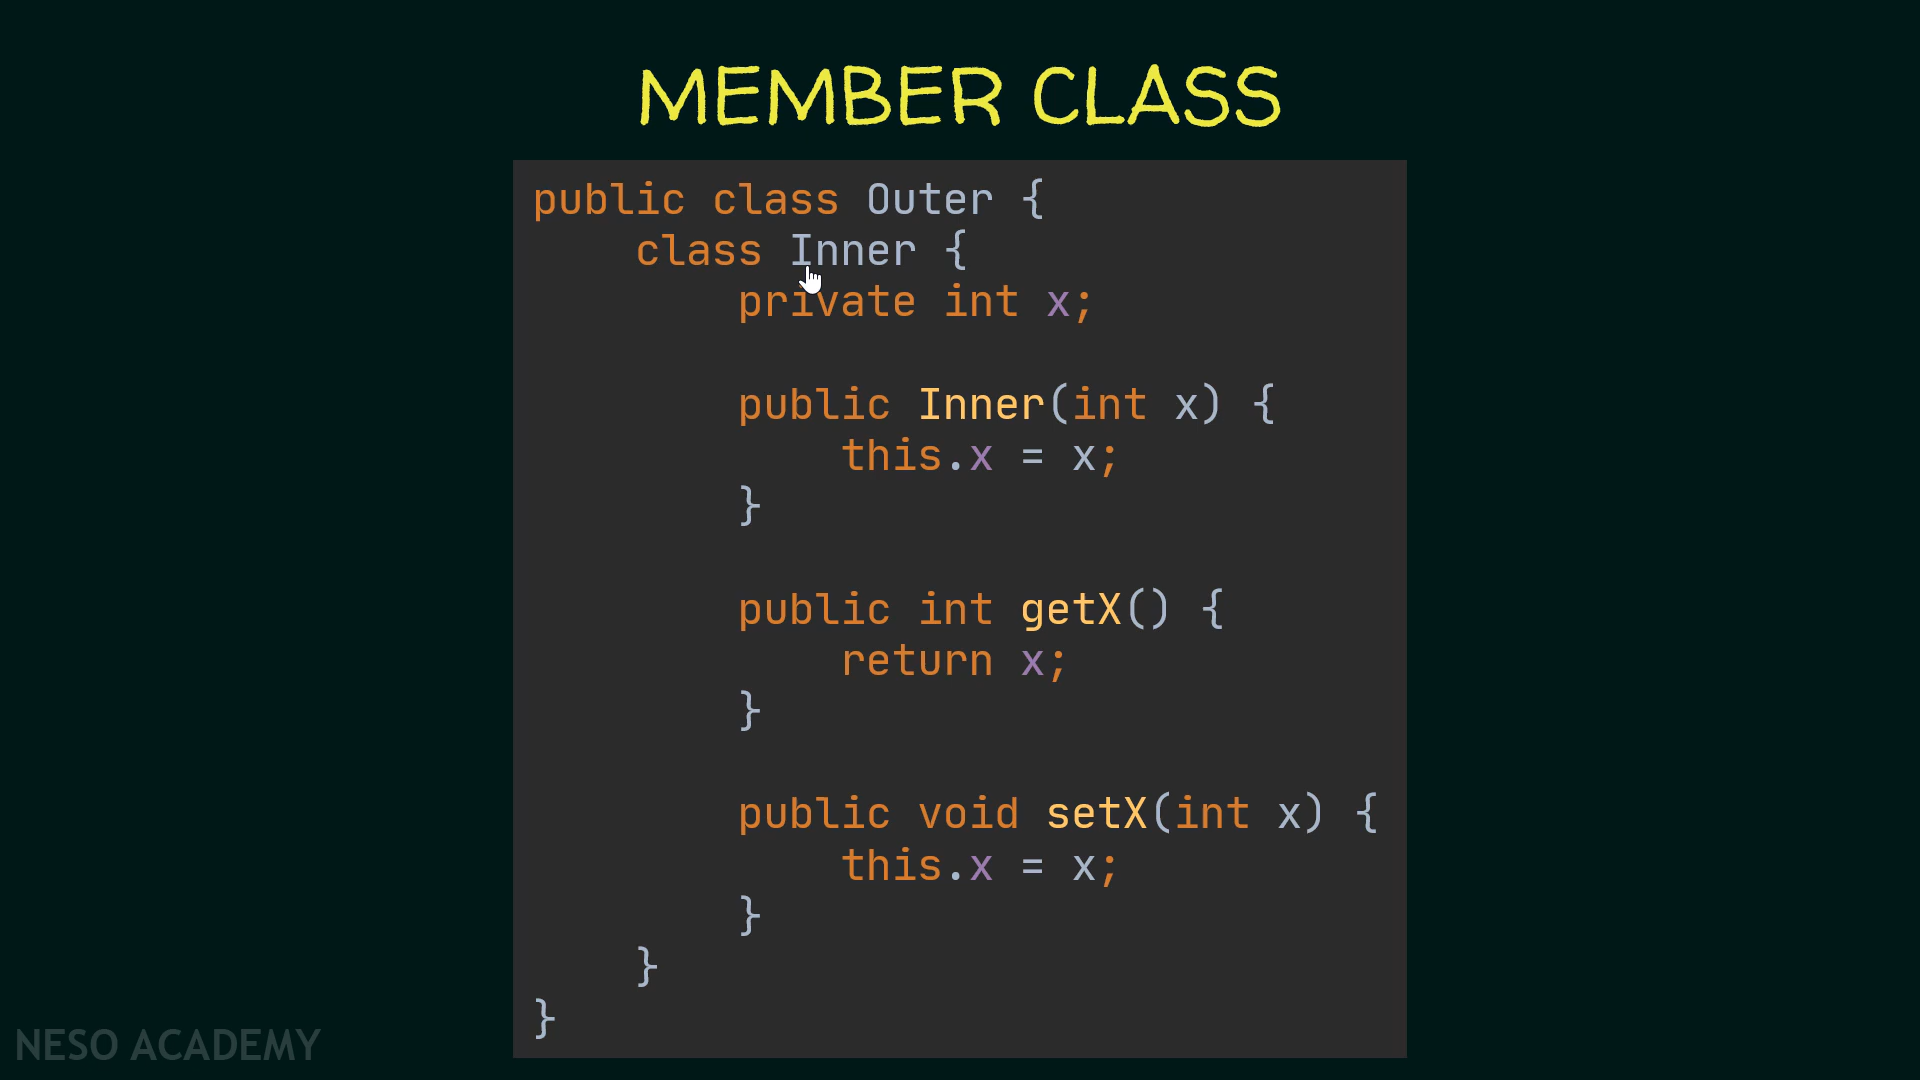 MEMBER CLASS
public class Outer {
class Inner {
private int x;
public Inner(int x) {
this.x = x;
}
public int getX() {
return x;
}
public void setX(int x) {
this.x = x;
}
}
}
NESO ACADEMY